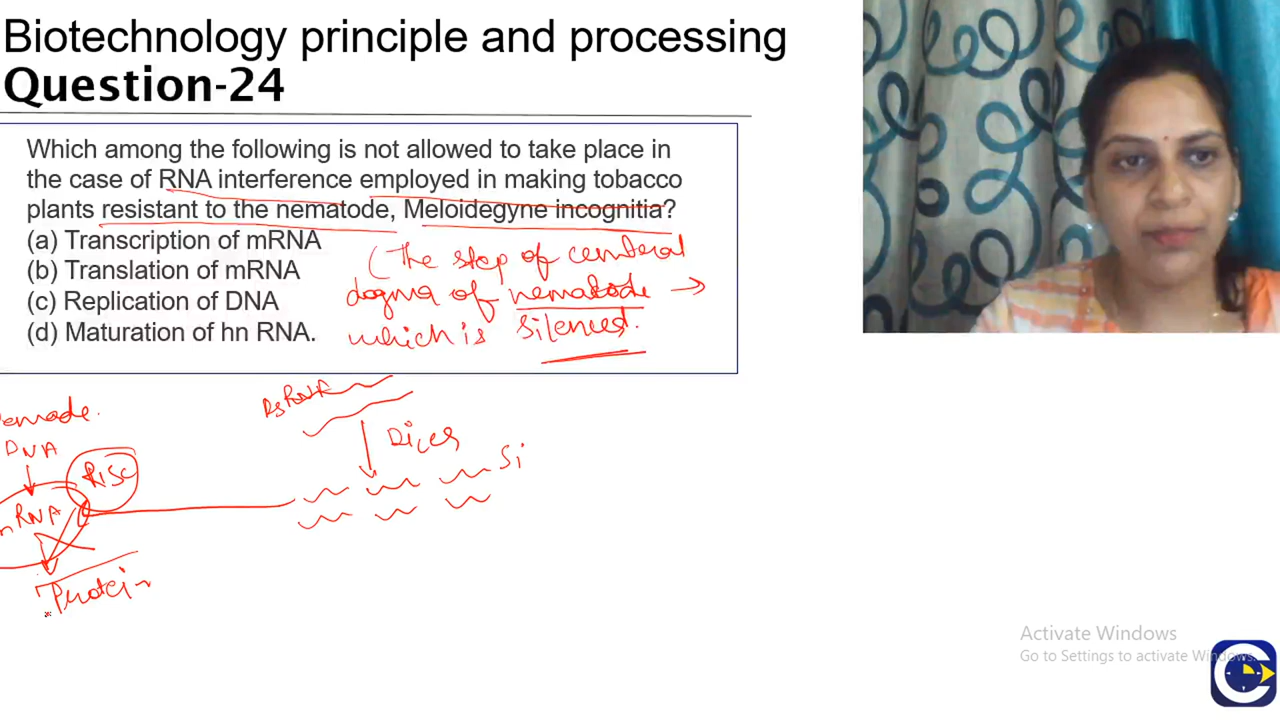 Biotechnology principle and processing
Question-24
Which among the following is not allowed to take place in
the case of RNA interference employed in making tobacco
plants resistant to the nematode, Meloidegyne incognitia?
(a) Transcription of mRNA
(b) Translation of mRNA
(c) Replication of DNA
(d) Maturation of hn RNA.
(The step of centeral
dogma of nematode →
which is silenced.
DsRNA
Dicer
Si
DNA
RISC
mRNA
Protein
Activate Windows
Go to Settings to activate Windows.